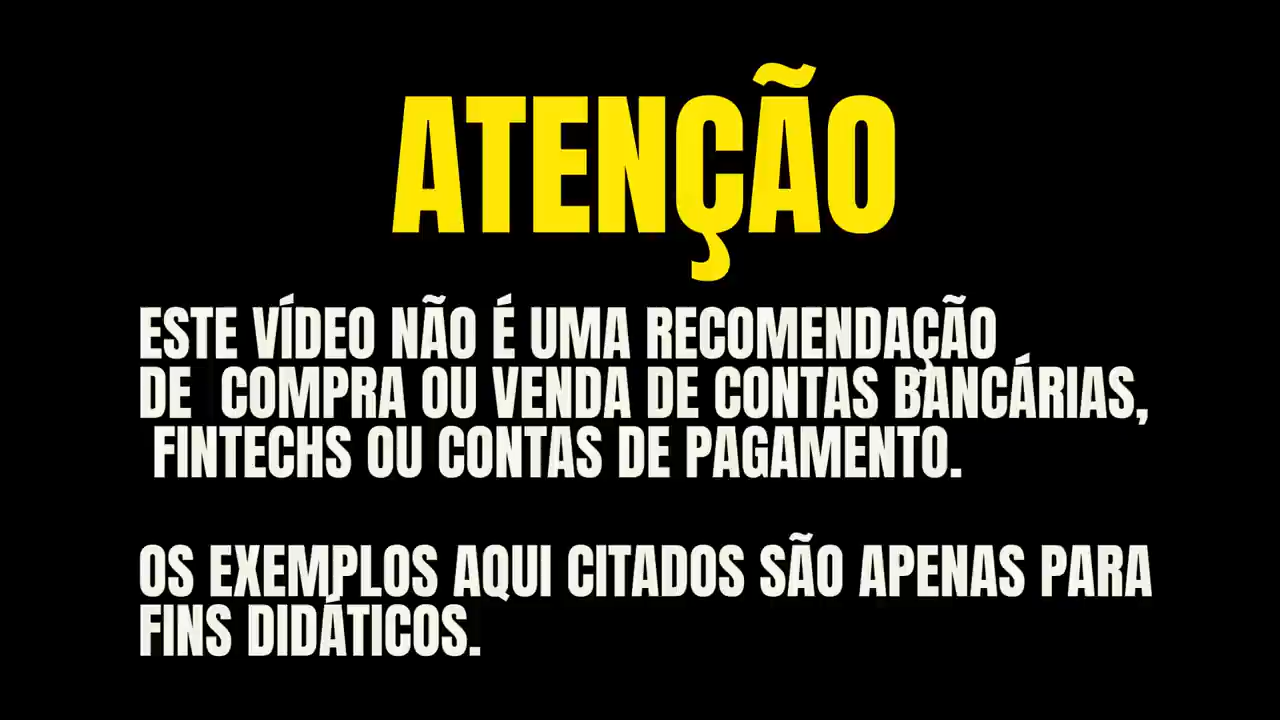 ATENÇÃO
ESTE VÍDEO NÃO É UMA RECOMENDAÇÃO
DE COMPRA OU VENDA DE CONTAS BANCÁRIAS,
FINTECHS OU CONTAS DE PAGAMENTO.
OS EXEMPLOS AQUI CITADOS SÃO APENAS PARA
FINS DIDÁTICOS.